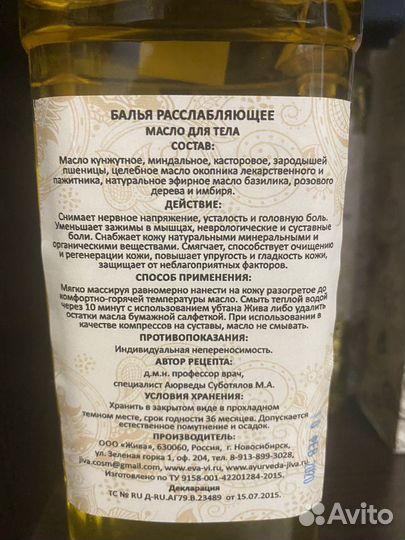 БАЛЬЯ РАССЛАБЛЯЮЩЕЕ
МАСЛО ДЛЯ ТЕЛА
СОСТАВ:
Масло кунжутное, миндальное, касторовое, зародышей
пшеницы, целебное масло окопника лекарственного и
пажитника, натуральное эфирное масло базилика, розового
дерева и имбиря.
ДЕЙСТВИЕ:
Снимает нервное напряжение, усталость и головную боль.
Уменьшает зажимы в мышцах, неврологические и суставные
боли. Снабжает кожу натуральными минеральными и
органическими веществами. Смягчает, способствует очищению
и регенерации кожи, повышает упругость и гладкость кожи,
защищает от неблагоприятных факторов.
СПОСОБ ПРИМЕНЕНИЯ:
Мягко массируя равномерно нанести на кожу разогретое до
комфортно-горячей температуры масло. Смыть теплой водой
через 10 минут с использованием убтана Жива либо удалить
остатки масла бумажной салфеткой. При использовании в
качестве компрессов на суставы, масло не смывать.
ПРОТИВОПОКАЗАНИЯ:
Индивидуальная непереносимость.
АВТОР РЕЦЕПТА:
д.м.н. профессор врач,
специалист Аюрведы Суботялов М.А.
УСЛОВИЯ ХРАНЕНИЯ:
Хранить в закрытом виде в прохладном
темном месте, срок годности 36 месяцев. Допускается
естественное помутнение и осадок.
ПРОИЗВОДИТЕЛЬ:
ООО «Жива», 630060, Россия, г. Новосибирск,
ул. Зеленая горка 1, оф. 204, тел. 8-913-899-3028,
jiva.cosm@gmail.com, www.eva-vi.ru, www.ayurveda-jiva.ru
Изготовлено по ТУ 9158-001-42201284-2015.
Декларация
ТС № RU Д-RU.АГ79.В.23489 от 15.07.2015.
Avito